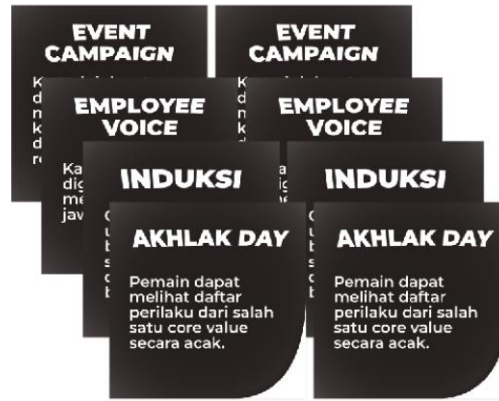 EVENT
CAMPAIGN
EVENT
CAMPAIGN
EMPLOYEE
VOICE
EMPLOYEE
VOICE
INDUKSI
INDUKSI
AKHLAK DAY
Pemain dapat
melihat daftar
perilaku dari salah
satu core value
secara acak.
AKHLAK DAY
Pemain dapat
melihat daftar
perilaku dari salah
satu core value
secara acak.